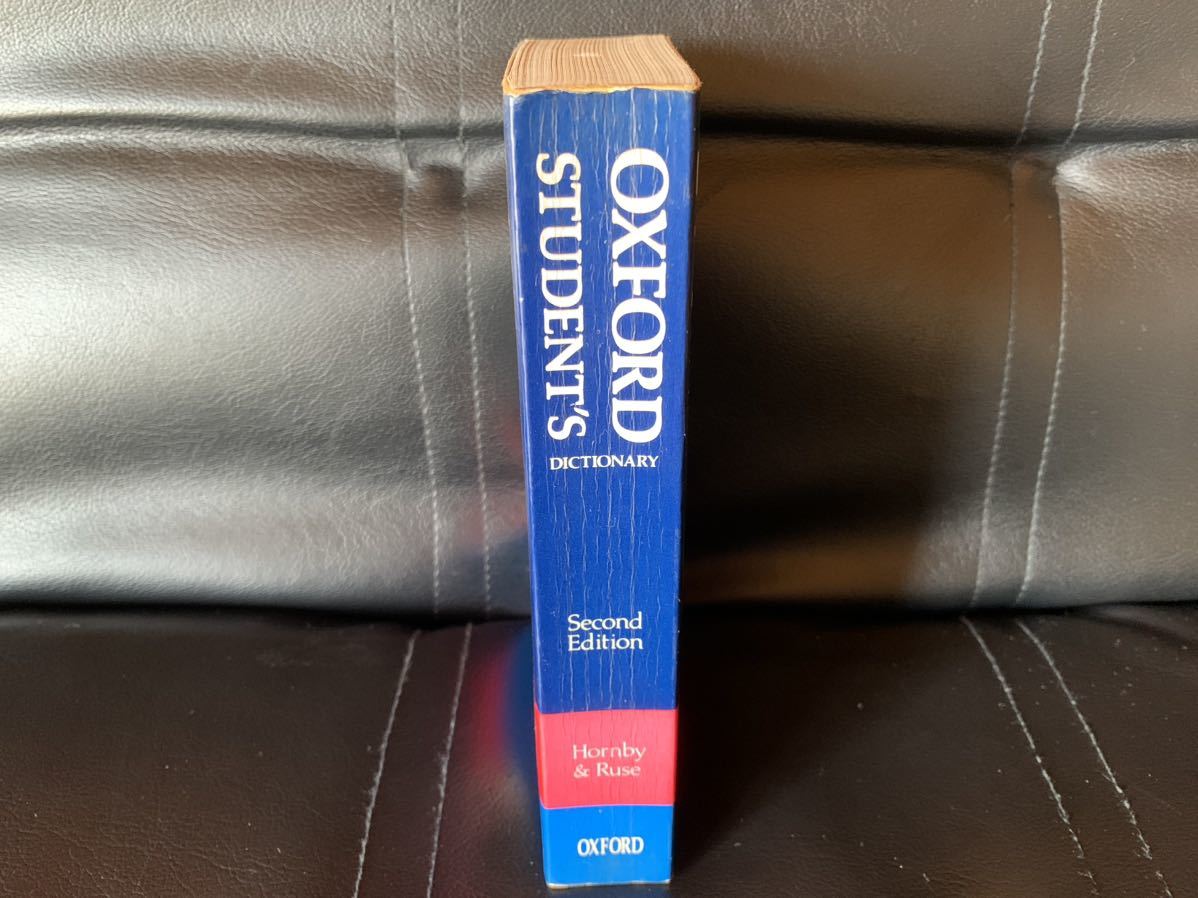 OXFORD
STUDENT'S
DICTIONARY
Second
Edition
Hornby
& Ruse
OXFORD